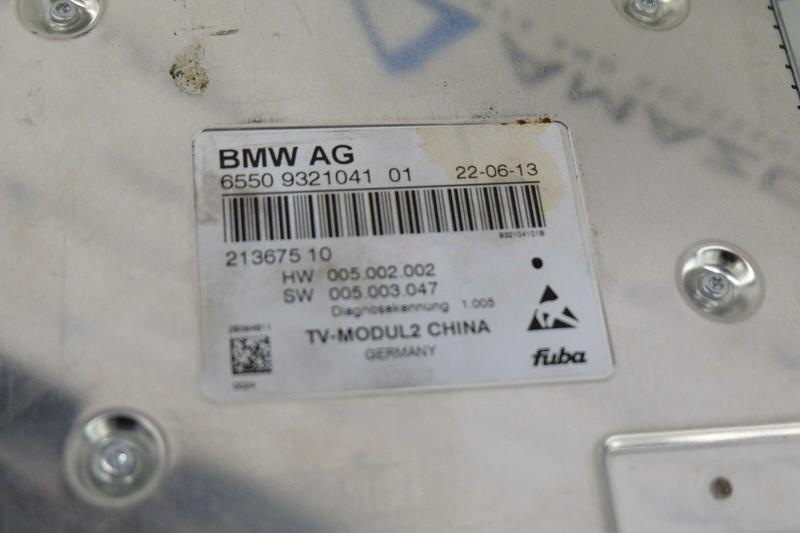 BMW AG
6550 9321041 01 22-06-13
9321041018
213675 10
HW 005.002.002
SW 005.003.047
Diagnosekennung 1.005
TV-MODUL2 CHINA
GERMANY
fuba